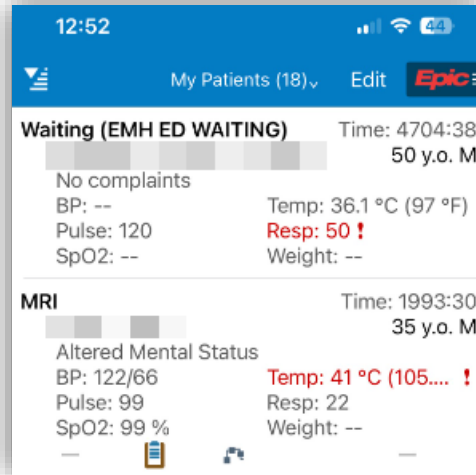 12:52 44
My Patients (18) Edit Epic
Waiting (EMH ED WAITING) Time: 4704:38
50 y.o. M
No complaints
BP: -- Temp: 36.1 °C (97 °F)
Pulse: 120 Resp: 50 !
SpO2: -- Weight: --
MRI Time: 1993:30
35 y.o. M
Altered Mental Status
BP: 122/66 Temp: 41 °C (105.... !
Pulse: 99 Resp: 22
SpO2: 99 % Weight: --